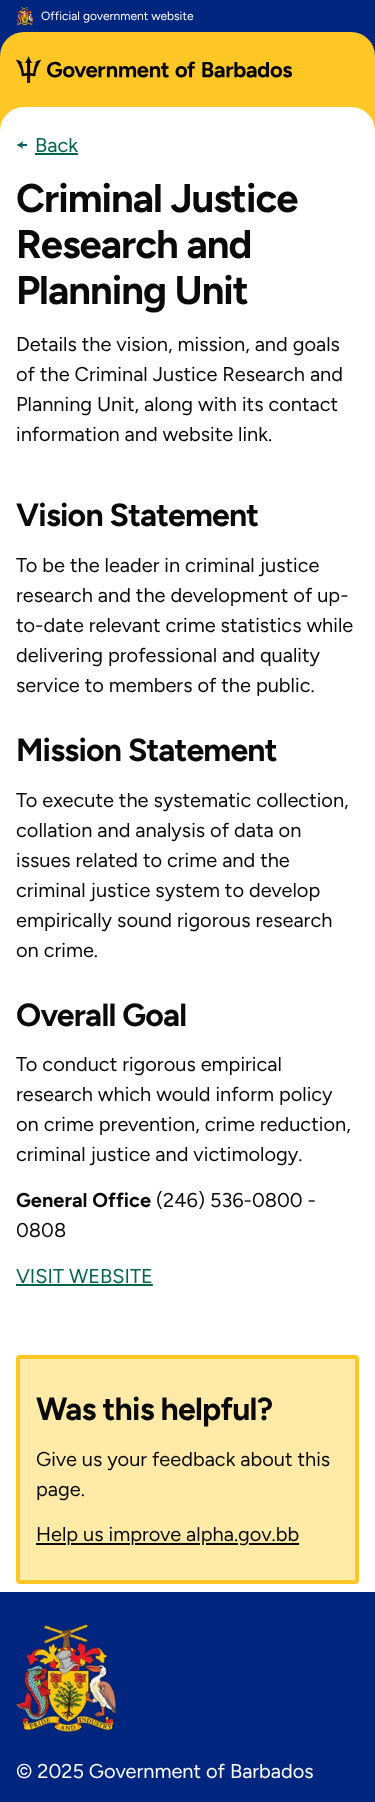 Official government website
Government of Barbados
Back
Criminal Justice
Research and
Planning Unit
Details the vision, mission, and goals
of the Criminal Justice Research and
Planning Unit, along with its contact
information and website link.
Vision Statement
To be the leader in criminal justice
research and the development of up-
to-date relevant crime statistics while
delivering professional and quality
service to members of the public.
Mission Statement
To execute the systematic collection,
collation and analysis of data on
issues related to crime and the
criminal justice system to develop
empirically sound rigorous research
on crime.
Overall Goal
To conduct rigorous empirical
research which would inform policy
on crime prevention, crime reduction,
criminal justice and victimology.
General Office (246) 536-0800 -
0808
VISIT WEBSITE
Was this helpful?
Give us your feedback about this
page.
Help us improve alpha.gov.bb
PRIDE AND INDUSTRY
© 2025 Government of Barbados